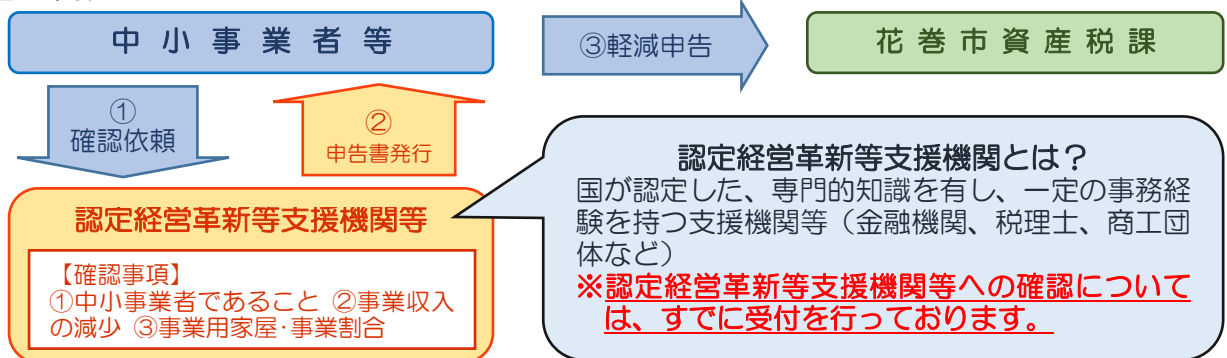 中小事業者等
③軽減申告
花巻市資産税課
①
確認依頼
②
申告書発行
認定経営革新等支援機関等
【確認事項】
①中小事業者であること ②事業収入
の減少 ③事業用家屋・事業割合
認定経営革新等支援機関とは？
国が認定した、専門的知識を有し、一定の事務経
験を持つ支援機関等（金融機関、税理士、商工団
体など）
※認定経営革新等支援機関等への確認について
は、すでに受付を行っております。